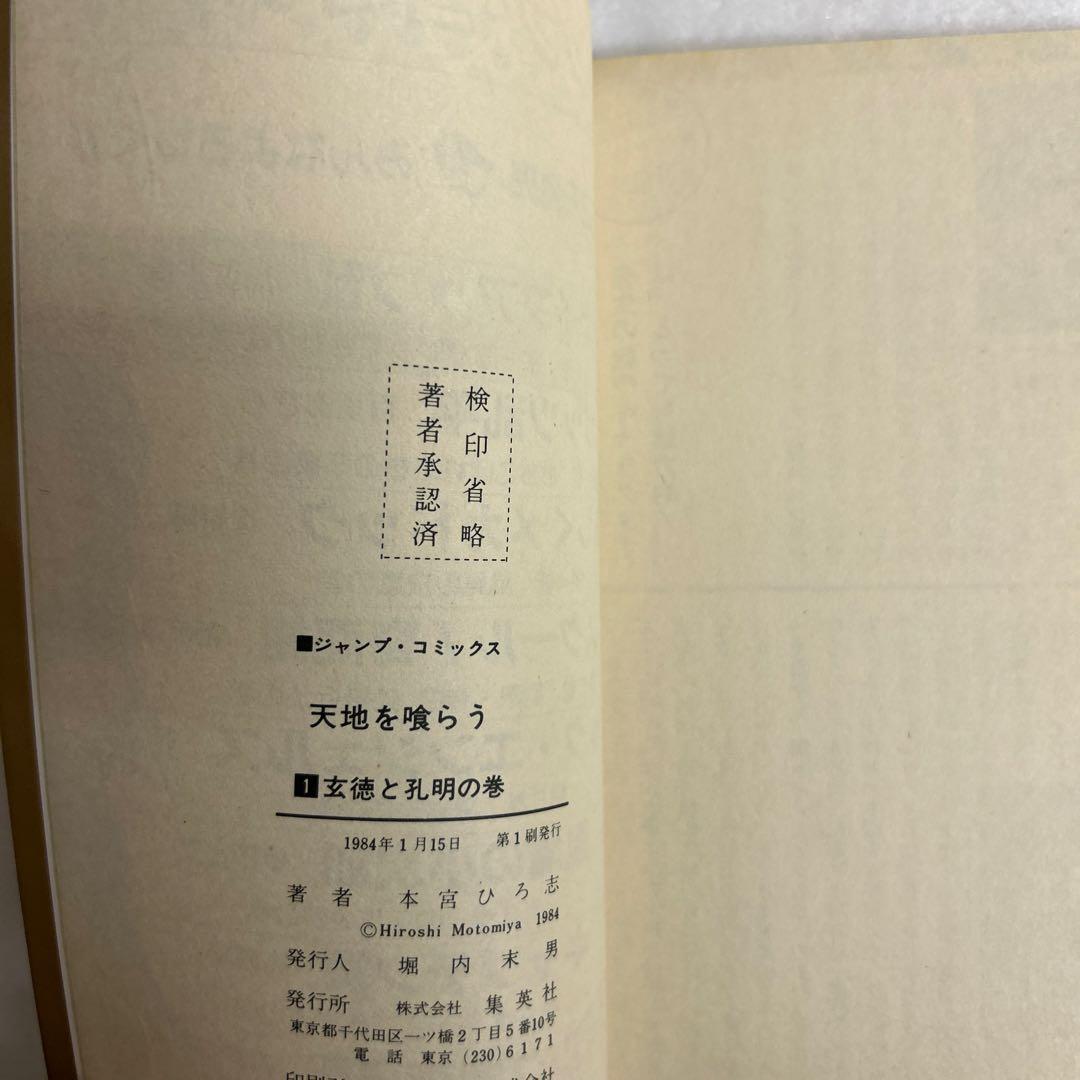 検印省略
著者承認済
■ジャンプ・コミックス
天地を喰らう
1玄徳と孔明の巻
1984年1月15日 第1刷発行
著者 本宮ひろ志
©Hiroshi Motomiya 1984
発行人 堀内末男
発行所 株式会社 集英社
東京都千代田区一ツ橋2丁目5番10号
電話 東京 (230) 6171